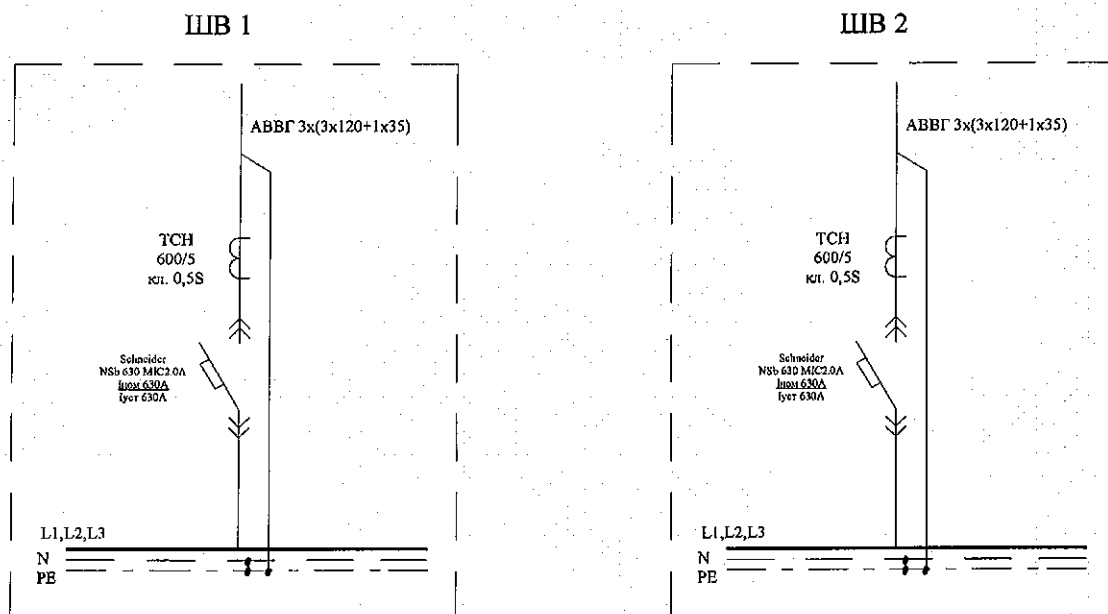 ШВ 1
ШВ 2
АВВГ 3х(3х120+1х35)
АВВГ 3х(3х120+1х35)
ТСН
600/5
кл. 0,5S
ТСН
600/5
кл. 0,5S
Schneider
NSb 630 MIC2.0A
Iном 630А
Iуст 630А
Schneider
NSb 630 MIC2.0A
Iном 630А
Iуст 630А
L1,L2,L3
N
PE
L1,L2,L3
N
PE